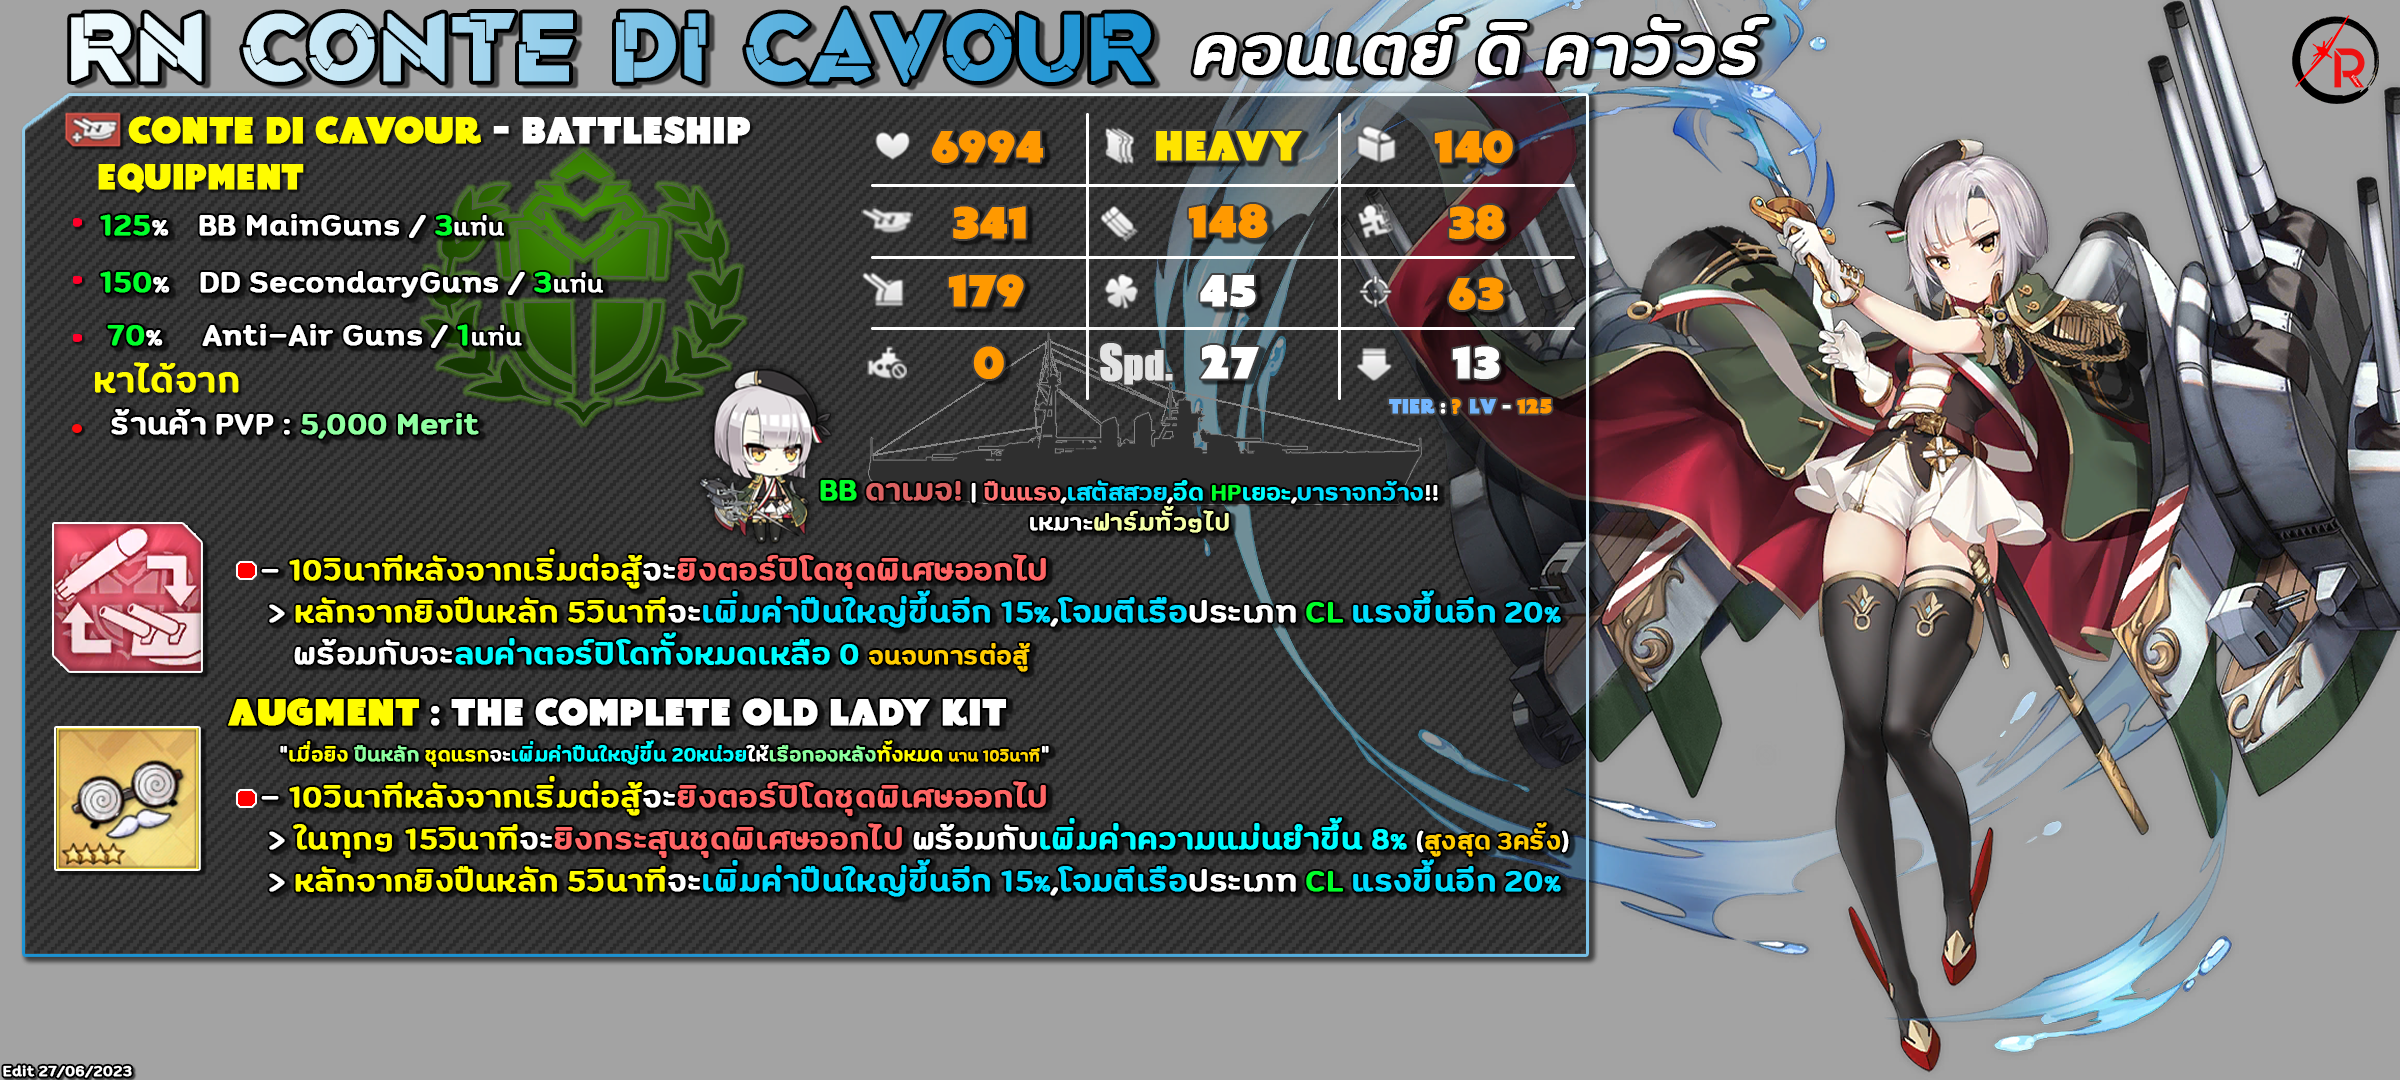 RN CONTE DI CAVOUR คอนเตย์ ดิ คาวัวร์
R
CONTE DI CAVOUR - BATTLESHIP
EQUIPMENT
125% BB MainGuns / 3แท่น
150% DD SecondaryGuns / 3แท่น
70% Anti-Air Guns / 1แท่น
หาได้จาก
ร้านค้า PVP : 5,000 Merit
6994 HEAVY 140
341 148 38
179 45 63
0 Spd. 27 13
TIER : ? LV - 125
BB ดาเมจ! | ปืนแรง,เสตัสสวย,อึด HPเยอะ,บาราจกว้าง!!
เหมาะฟาร์มทั้วๆไป
- 10วินาทีหลังจากเริ่มต่อสู้จะยิงตอร์ปิโดชุดพิเศษออกไป
> หลักจากยิงปืนหลัก 5วินาทีจะเพิ่มค่าปืนใหญ่ขึ้นอีก 15%,โจมตีเรือประเภท CL แรงขึ้นอีก 20%
พร้อมกับจะลบค่าตอร์ปิโดทั้งหมดเหลือ 0 จนจบการต่อสู้
AUGMENT : THE COMPLETE OLD LADY KIT
"เมื่อยิง ปืนหลัก ชุดแรกจะเพิ่มค่าปืนใหญ่ขึ้น 20หน่วยให้เรือกองหลังทั้งหมด นาน 10วินาที"
- 10วินาทีหลังจากเริ่มต่อสู้จะยิงตอร์ปิโดชุดพิเศษออกไป
> ในทุกๆ 15วินาทีจะยิงกระสุนชุดพิเศษออกไป พร้อมกับเพิ่มค่าความแม่นยำขึ้น 8% (สูงสุด 3ครั้ง)
> หลักจากยิงปืนหลัก 5วินาทีจะเพิ่มค่าปืนใหญ่ขึ้นอีก 15%,โจมตีเรือประเภท CL แรงขึ้นอีก 20%
Edit 27/06/2023